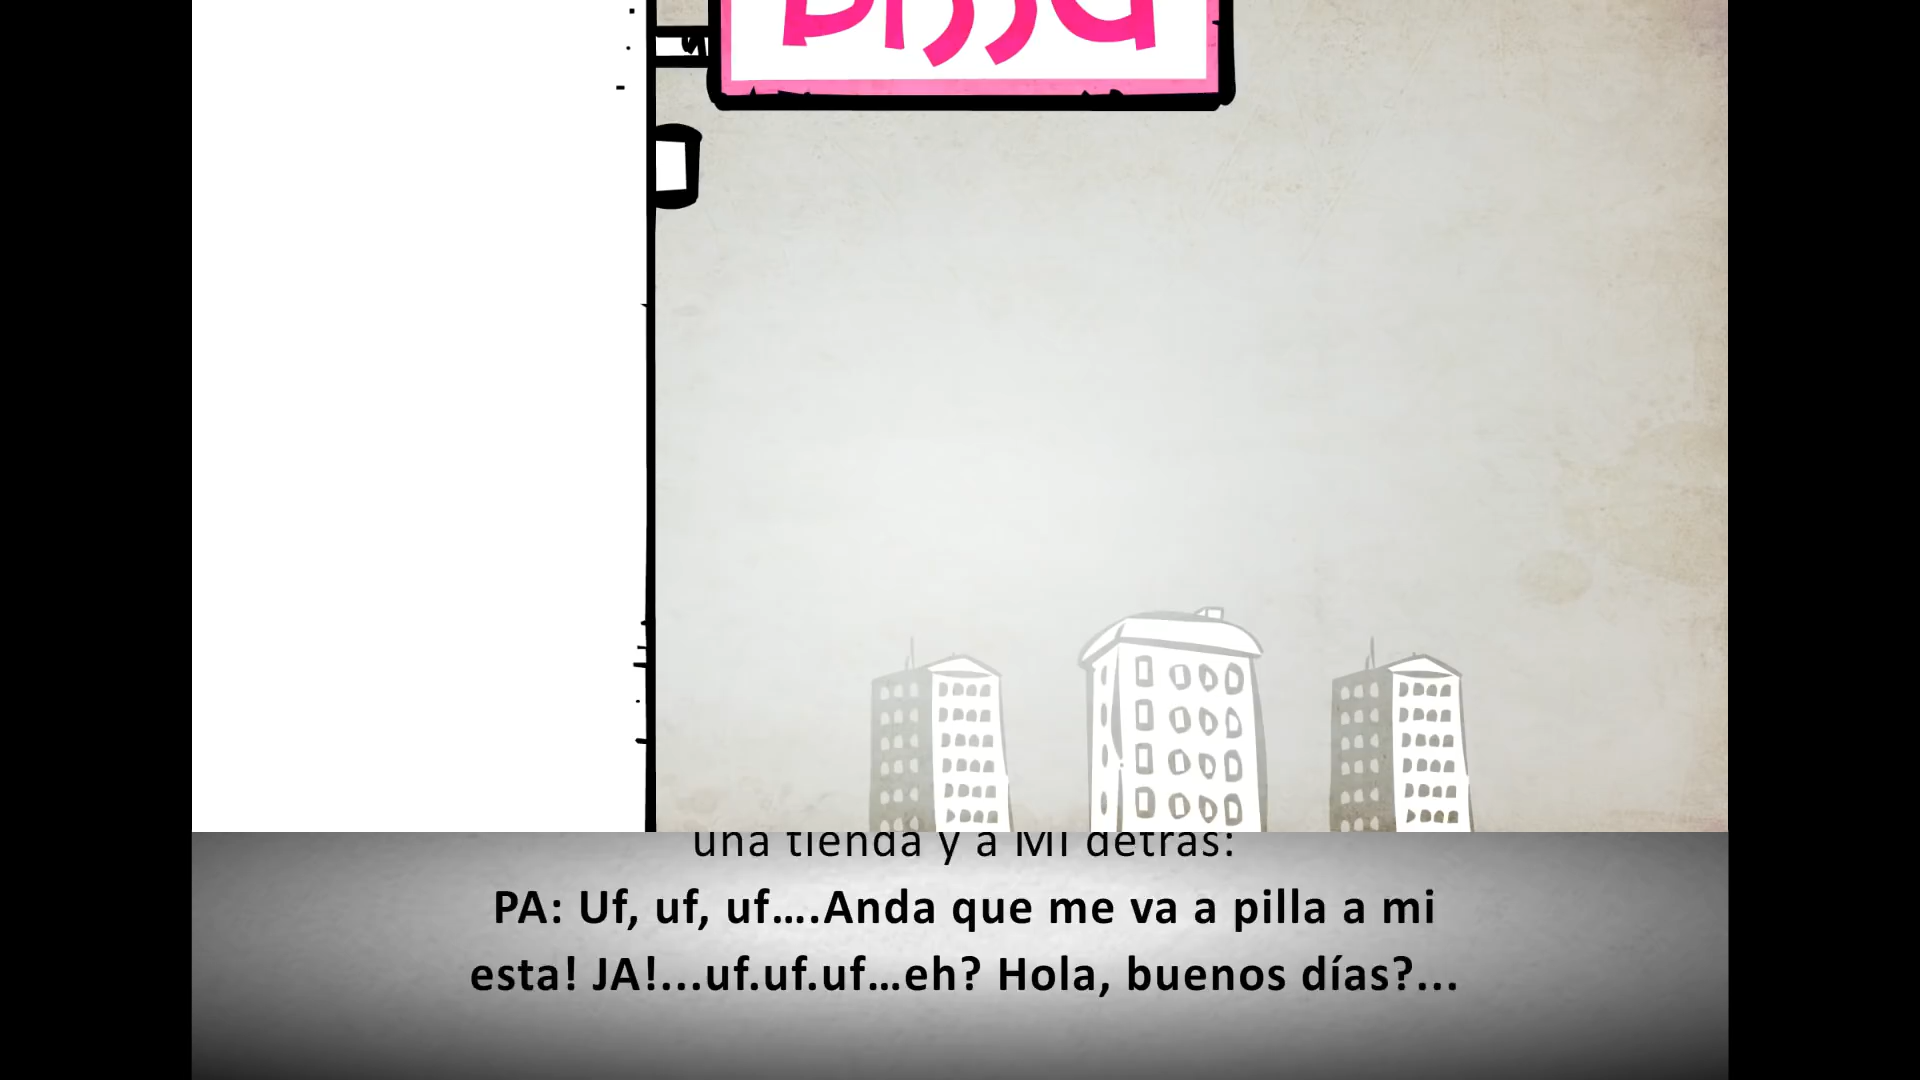 una tienda y a MI detrás:
PA: Uf, uf, uf....Anda que me va a pilla a mi
esta! JA!...uf.uf.uf...eh? Hola, buenos días?...